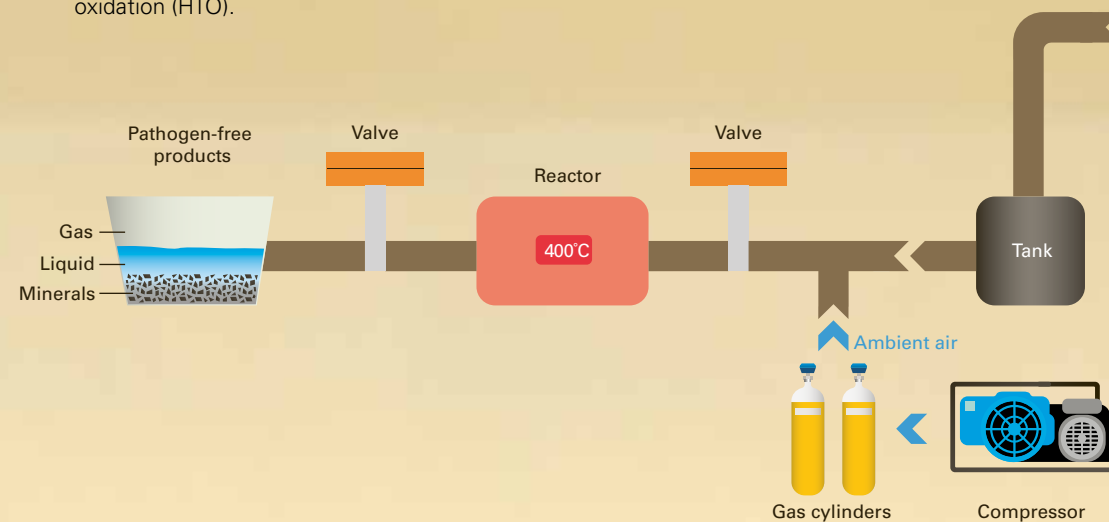 oxidation (HTO).
Pathogen-free
products
Valve
Valve
Reactor
Gas
400°C
Tank
Liquid
Minerals
Ambient air
Gas cylinders
Compressor